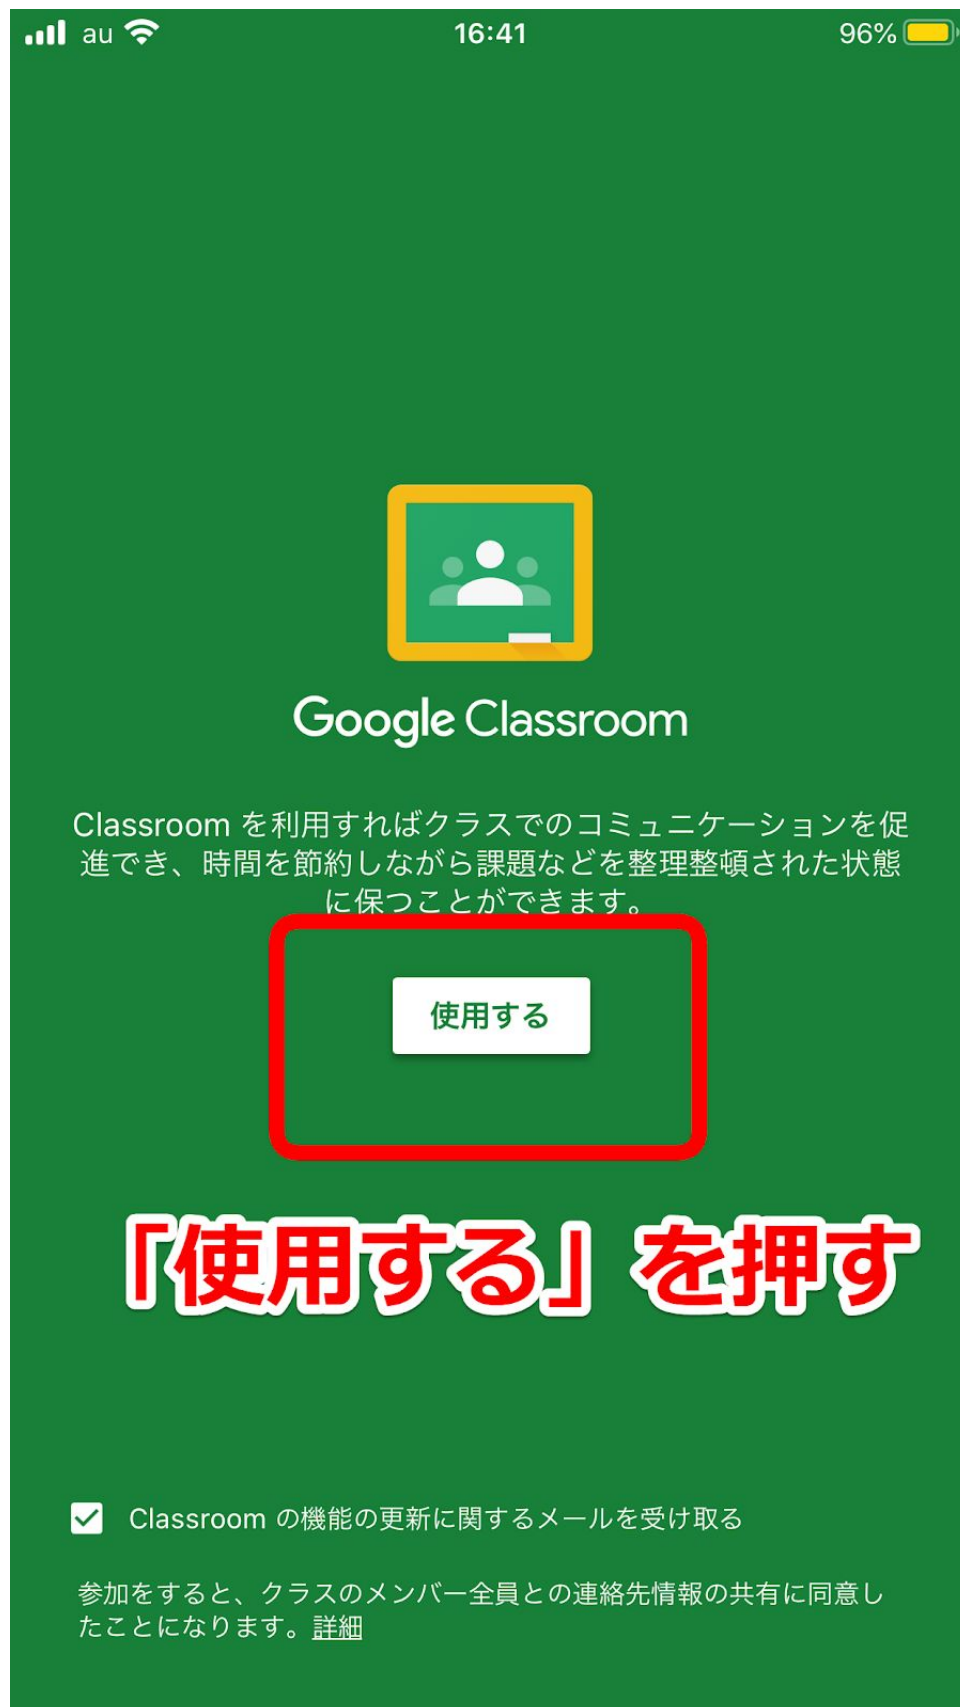 au 16:41 96%
Google Classroom
Classroom を利用すればクラスでのコミュニケーションを促
進でき、時間を節約しながら課題などを整理整頓された状態
に保つことができます。
使用する
「使用する」を押す
Classroom の機能の更新に関するメールを受け取る
参加をすると、クラスのメンバー全員との連絡先情報の共有に同意し
たことになります。詳細